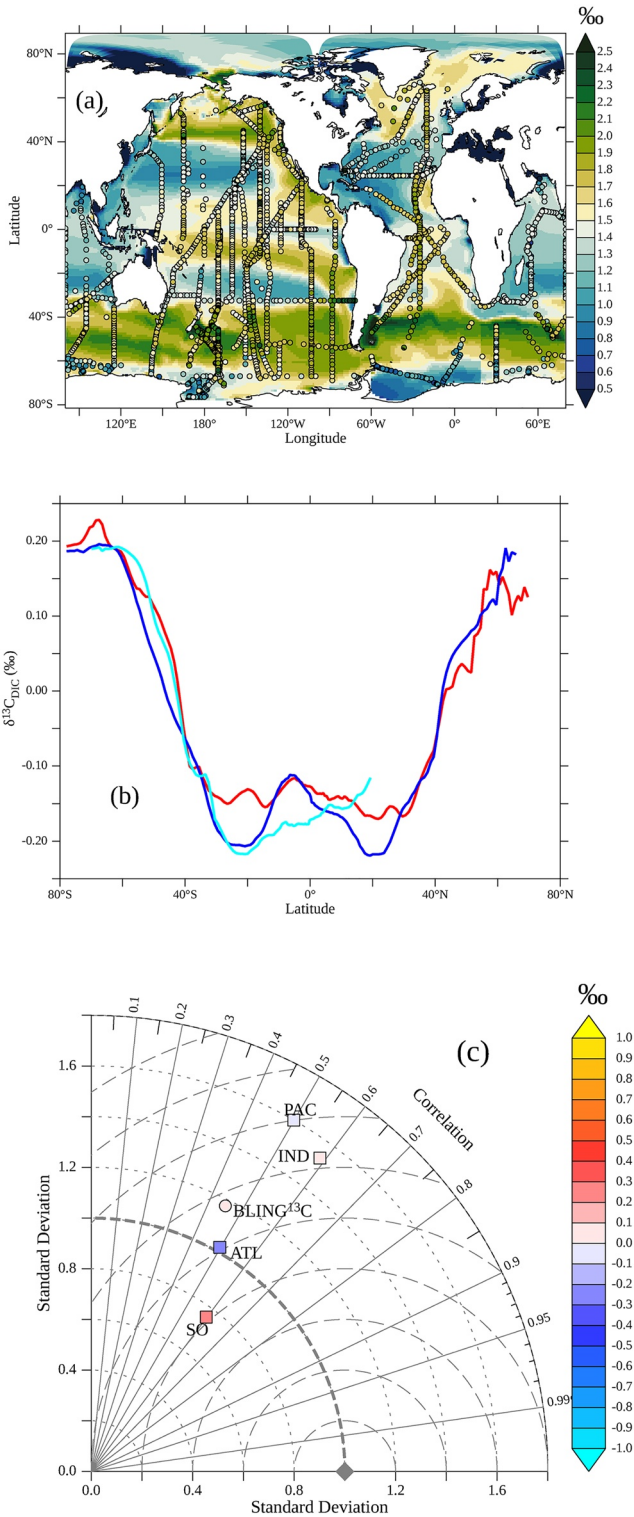 ‰
(a)
80°N
40°N
0°
40°S
80°S
Latitude
120°E
180°
120°W
60°W
0°
60°E
Longitude
2.5
2.4
2.3
2.2
2.1
2.0
1.9
1.8
1.7
1.6
1.5
1.4
1.3
1.2
1.1
1.0
0.9
0.8
0.7
0.6
0.5
0.20
0.10
0.00
-0.10
-0.20
δ¹³C_DIC (‰)
(b)
80°S
40°S
0°
40°N
80°N
Latitude
‰
(c)
0.1
0.2
0.3
0.4
0.5
0.6
0.7
0.8
0.9
0.95
Correlation
1.6
1.2
0.8
0.4
0.0
Standard Deviation
PAC
IND
BLING¹³C
ATL
SO
0.0
0.4
0.8
1.2
1.6
Standard Deviation
1.0
0.9
0.8
0.7
0.6
0.5
0.4
0.3
0.2
0.1
0.0
-0.1
-0.2
-0.3
-0.4
-0.5
-0.6
-0.7
-0.8
-0.9
-1.0